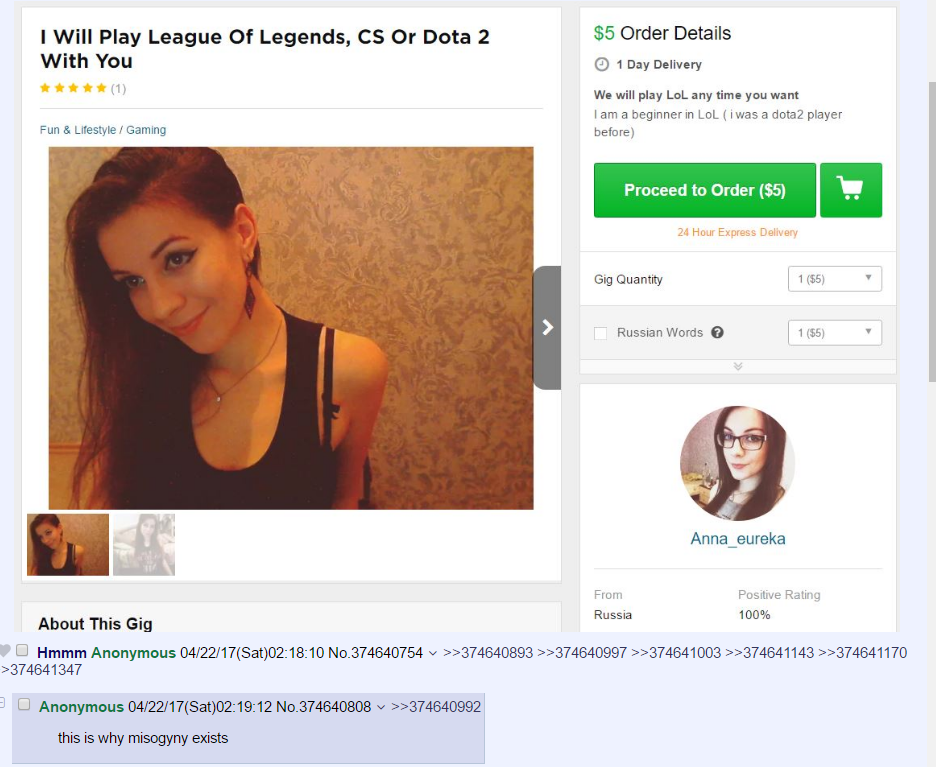 I Will Play League Of Legends, CS Or Dota 2
With You
(1)
Fun & Lifestyle / Gaming
About This Gig
$5 Order Details
1 Day Delivery
We will play LoL any time you want
I am a beginner in LoL ( i was a dota2 player
before)
Proceed to Order ($5)
24 Hour Express Delivery
Gig Quantity
1 ($5)
Russian Words ?
1 ($5)
Anna_eureka
From
Positive Rating
Russia
100%
Hmmm Anonymous 04/22/17(Sat)02:18:10 No.374640754 >>374640893 >>374640997 >>374641003 >>374641143 >>374641170
>374641347
Anonymous 04/22/17(Sat)02:19:12 No.374640808 >>374640992
this is why misogyny exists